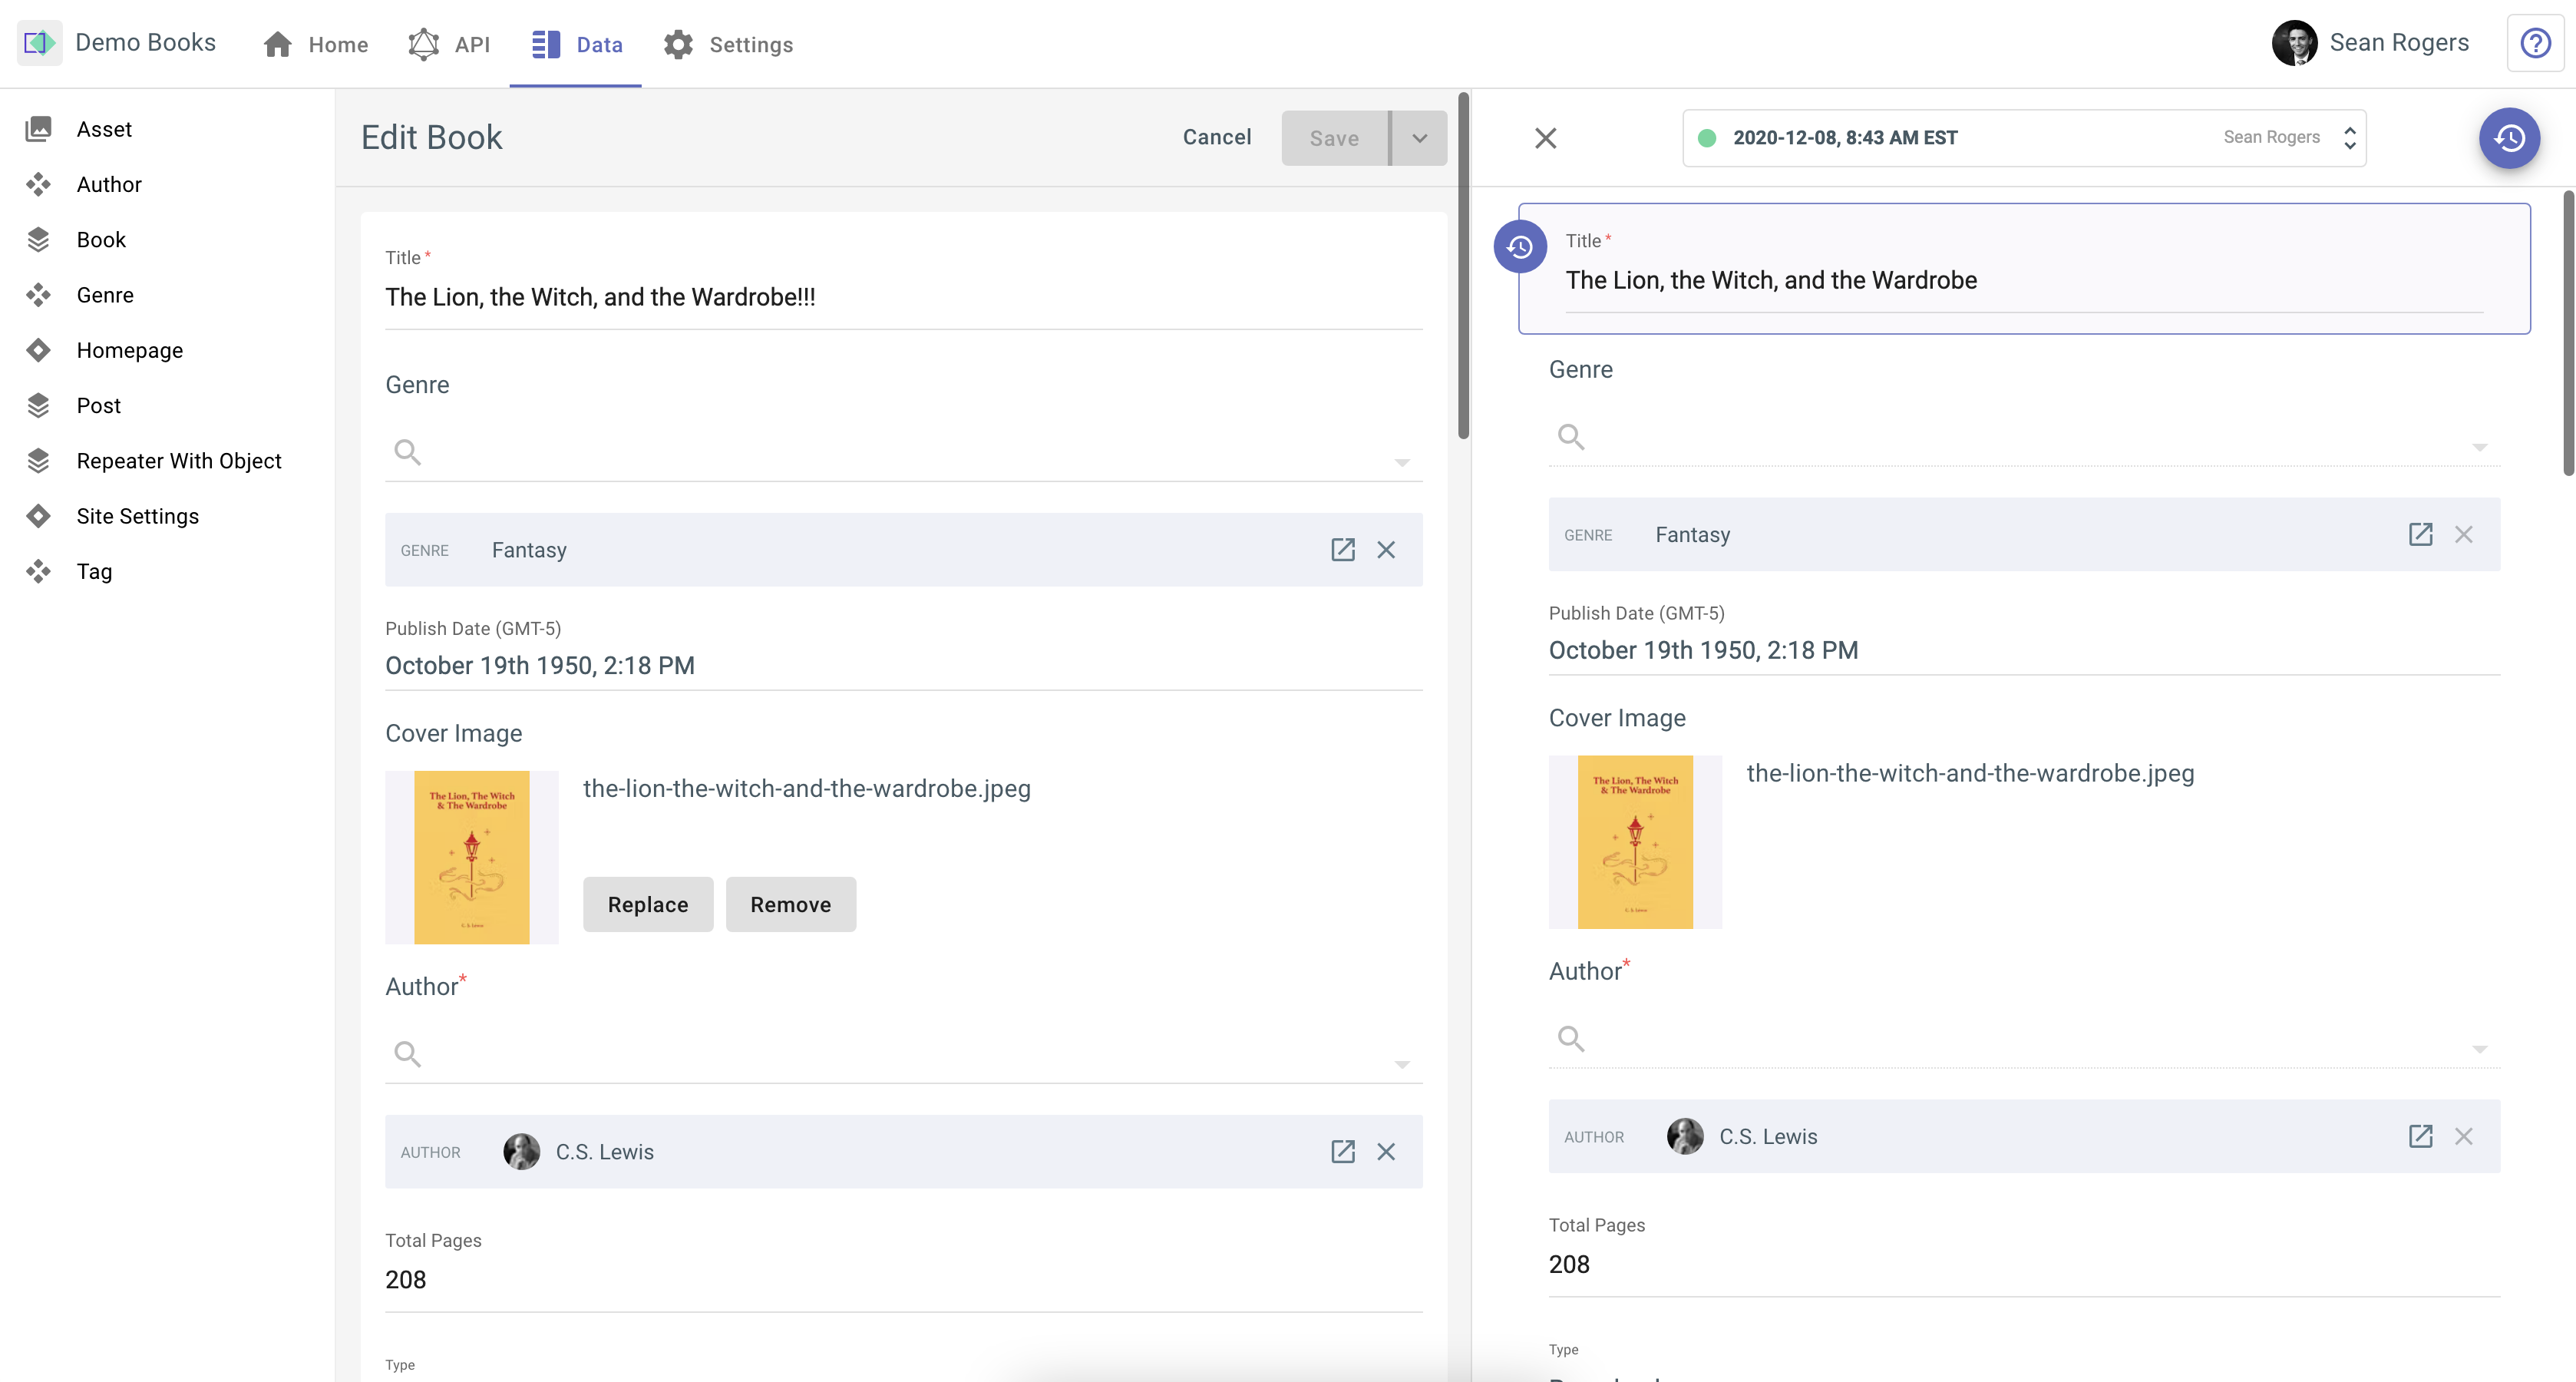 Demo Books
Home
API
Data
Settings
Sean Rogers
Asset
Author
Book
Genre
Homepage
Post
Repeater With Object
Site Settings
Tag
Edit Book
Cancel
Save
Title *
The Lion, the Witch, and the Wardrobe!!!
Genre
GENRE Fantasy
Publish Date (GMT-5)
October 19th 1950, 2:18 PM
Cover Image
The Lion, The Witch
& The Wardrobe
C. S. Lewis
the-lion-the-witch-and-the-wardrobe.jpeg
Replace
Remove
Author*
AUTHOR C.S. Lewis
Total Pages
208
Type
2020-12-08, 8:43 AM EST
Sean Rogers
Title *
The Lion, the Witch, and the Wardrobe
Genre
GENRE Fantasy
Publish Date (GMT-5)
October 19th 1950, 2:18 PM
Cover Image
The Lion, The Witch
& The Wardrobe
C. S. Lewis
the-lion-the-witch-and-the-wardrobe.jpeg
Author*
AUTHOR C.S. Lewis
Total Pages
208
Type